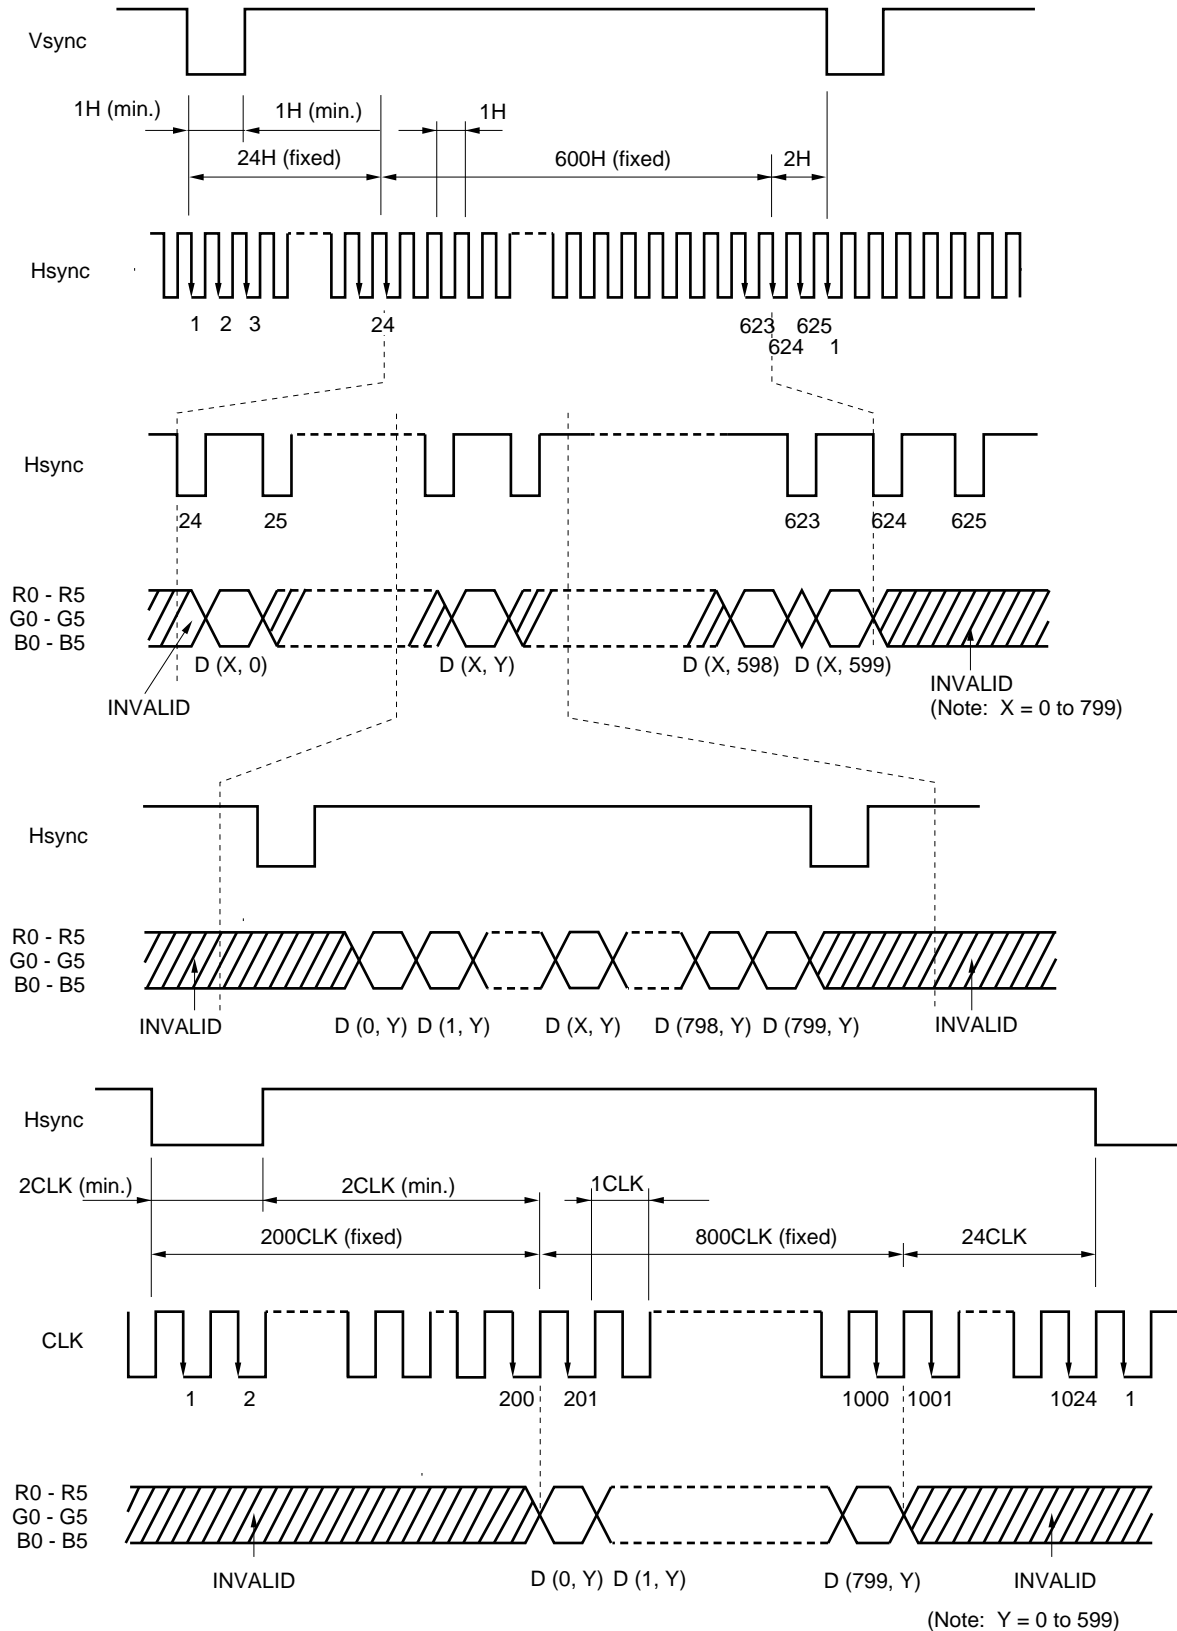 Vsync
1H (min.) 1H (min.) 1H
24H (fixed) 600H (fixed) 2H
Hsync
1 2 3 24 623 625
624 1
Hsync
24 25 623 624 625
R0 - R5
G0 - G5
B0 - B5
D (X, 0) D (X, Y) D (X, 598) D (X, 599)
INVALID INVALID
(Note: X = 0 to 799)
Hsync
R0 - R5
G0 - G5
B0 - B5
INVALID D (0, Y) D (1, Y) D (X, Y) D (798, Y) D (799, Y) INVALID
Hsync
2CLK (min.) 2CLK (min.) 1CLK
200CLK (fixed) 800CLK (fixed) 24CLK
CLK
1 2 200 201 1000 1001 1024 1
R0 - R5
G0 - G5
B0 - B5
INVALID D (0, Y) D (1, Y) D (799, Y) INVALID
(Note: Y = 0 to 599)